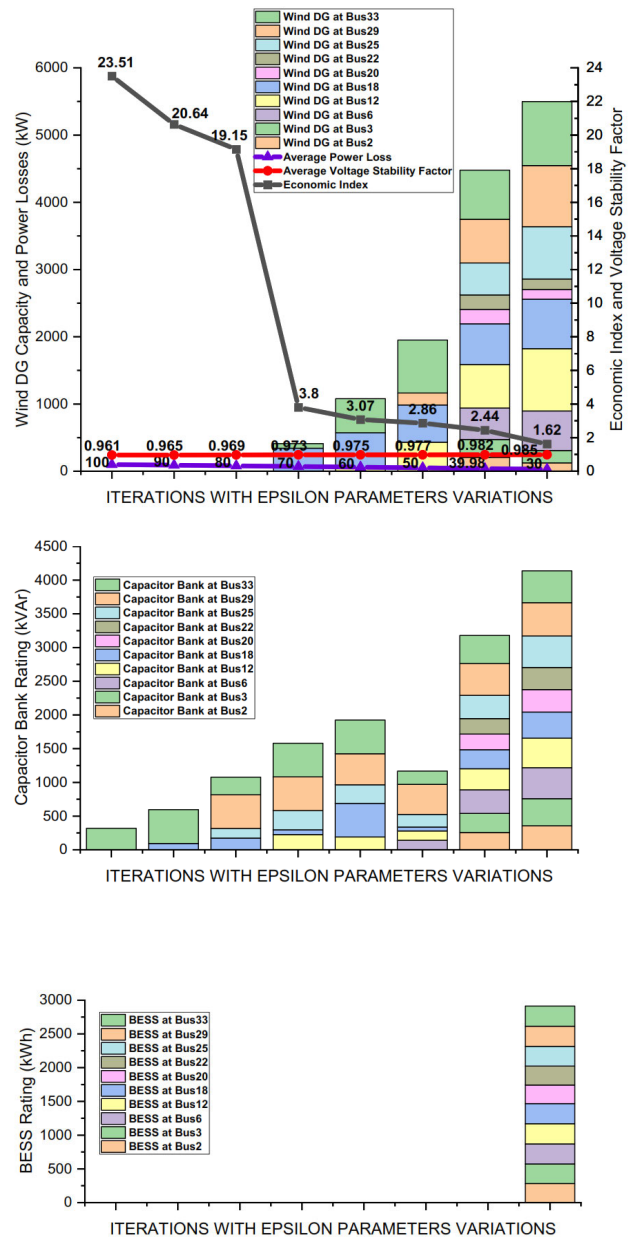 Wind DG at Bus33
Wind DG at Bus29
Wind DG at Bus25
Wind DG at Bus22
Wind DG at Bus20
Wind DG at Bus18
Wind DG at Bus12
Wind DG at Bus6
Wind DG at Bus3
Wind DG at Bus2
Average Power Loss
Average Voltage Stability Factor
Economic Index
Wind DG Capacity and Power Losses (kW)
6000
5000
4000
3000
2000
1000
0
23.51
20.64
19.15
3.8
3.07
2.86
2.44
1.62
0.961
0.965
0.969
0.973
0.975
0.977
0.982
0.985
100
90
80
70
60
50
39.98
30
24
22
20
18
16
14
12
10
8
6
4
2
0
Economic Index and Voltage Stability Factor
ITERATIONS WITH EPSILON PARAMETERS VARIATIONS
Capacitor Bank Rating (kVAr)
4500
4000
3500
3000
2500
2000
1500
1000
500
0
Capacitor Bank at Bus33
Capacitor Bank at Bus29
Capacitor Bank at Bus25
Capacitor Bank at Bus22
Capacitor Bank at Bus20
Capacitor Bank at Bus18
Capacitor Bank at Bus12
Capacitor Bank at Bus6
Capacitor Bank at Bus3
Capacitor Bank at Bus2
ITERATIONS WITH EPSILON PARAMETERS VARIATIONS
BESS Rating (kWh)
3000
2500
2000
1500
1000
500
0
BESS at Bus33
BESS at Bus29
BESS at Bus25
BESS at Bus22
BESS at Bus20
BESS at Bus18
BESS at Bus12
BESS at Bus6
BESS at Bus3
BESS at Bus2
ITERATIONS WITH EPSILON PARAMETERS VARIATIONS